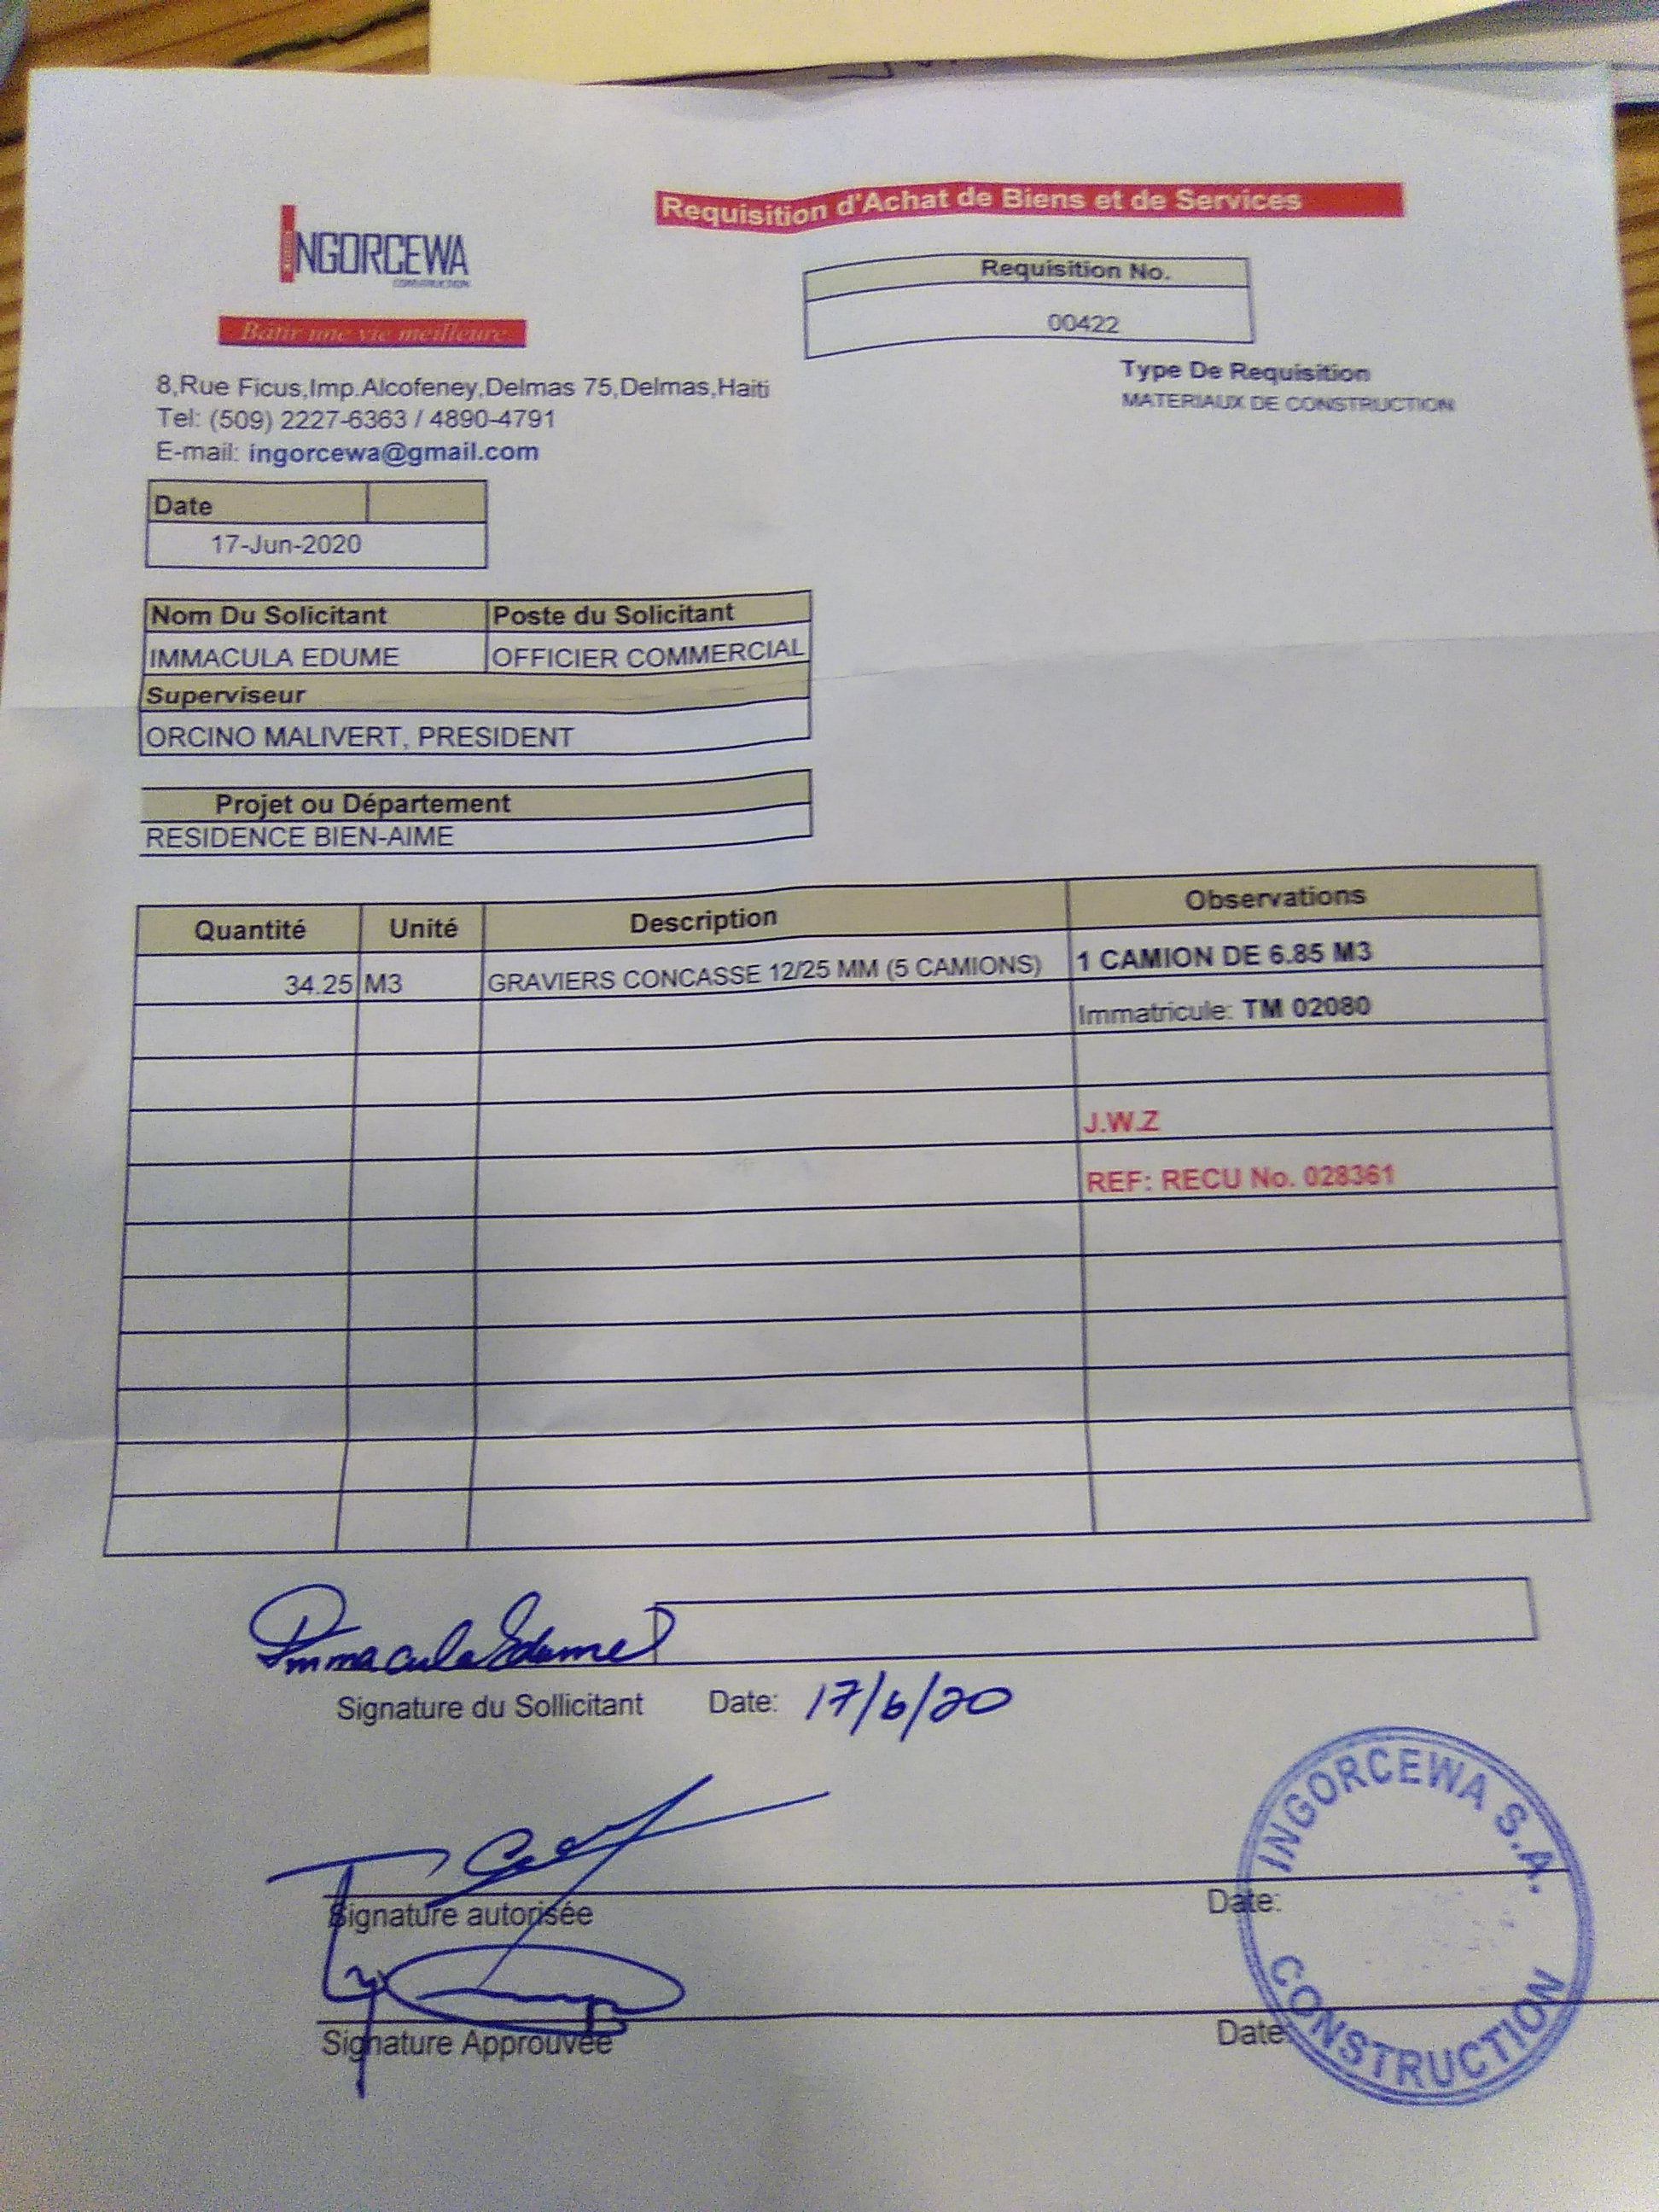 INGORCEWA
CONSTRUCTION
Batir une vie meilleure
Requisition d'Achat de Biens et de Services
Requisition No.
00422
Type De Requisition
MATERIAUX DE CONSTRUCTION
8,Rue Ficus,Imp.Alcofeney,Delmas 75,Delmas,Haiti
Tel: (509) 2227-6363 / 4890-4791
E-mail: ingorcewa@gmail.com
Date
17-Jun-2020
Nom Du Solicitant Poste du Solicitant
IMMACULA EDUME OFFICIER COMMERCIAL
Superviseur
ORCINO MALIVERT, PRESIDENT
Projet ou Département
RESIDENCE BIEN-AIME
Quantité Unité Description Observations
34.25 M3 GRAVIERS CONCASSE 12/25 MM (5 CAMIONS) 1 CAMION DE 6.85 M3
Immatricule: TM 02080
J.W.Z
REF: RECU No. 028361
Immacula Edume
Signature du Sollicitant Date: 17/6/20
Signature autorisée Date:
Signature Approuvée Date
INGORCEWA S.A.
CONSTRUCTION